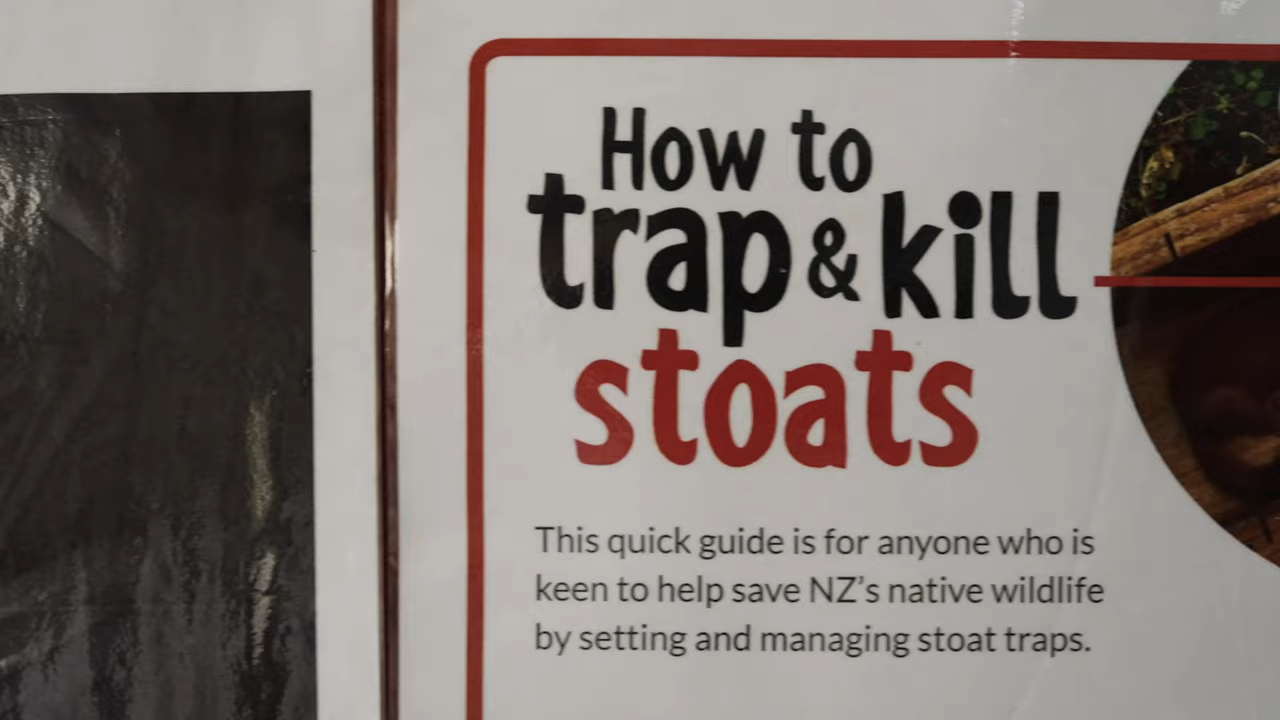 How to
trap & kill
stoats
This quick guide is for anyone who is
keen to help save NZ's native wildlife
by setting and managing stoat traps.